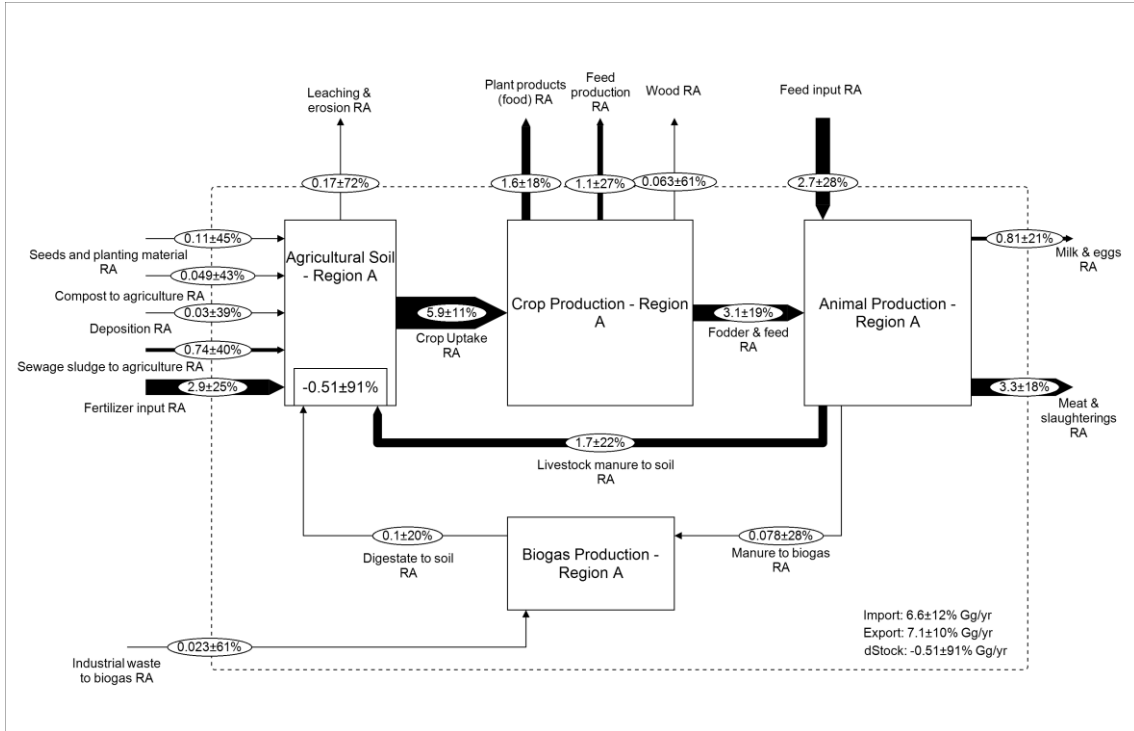 Leaching &
erosion RA
Plant products
(food) RA
Feed
production
RA
Wood RA
Feed input RA
0.17±72%
1.6±18%
1.1±27%
0.063±61%
2.7±28%
0.11±45%
Seeds and planting material
RA
0.049±43%
Compost to agriculture RA
0.03±39%
Deposition RA
0.74±40%
Sewage sludge to agriculture RA
2.9±25%
Fertilizer input RA
Agricultural Soil
- Region A
-0.51±91%
5.9±11%
Crop Uptake
RA
Crop Production - Region
A
3.1±19%
Fodder & feed
RA
Animal Production -
Region A
0.81±21%
Milk & eggs
RA
3.3±18%
Meat &
slaughterings
RA
1.7±22%
Livestock manure to soil
RA
0.1±20%
Digestate to soil
RA
Biogas Production -
Region A
0.078±28%
Manure to biogas
RA
0.023±61%
Industrial waste
to biogas RA
Import: 6.6±12% Gg/yr
Export: 7.1±10% Gg/yr
dStock: -0.51±91% Gg/yr